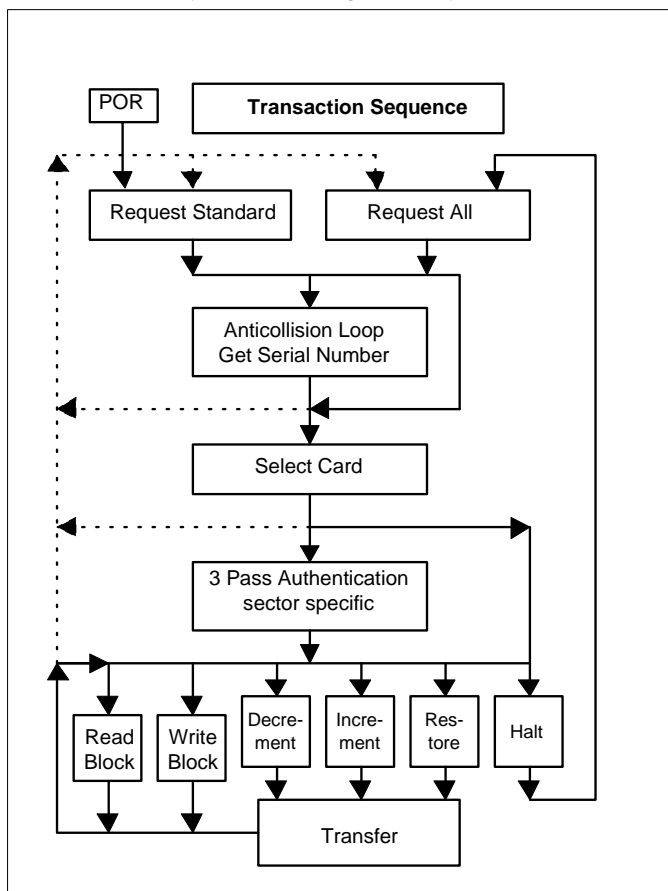 POR
Transaction Sequence
Request Standard
Request All
Anticollision Loop
Get Serial Number
Select Card
3 Pass Authentication
sector specific
Read
Block
Write
Block
Decre-
ment
Incre-
ment
Res-
tore
Halt
Transfer